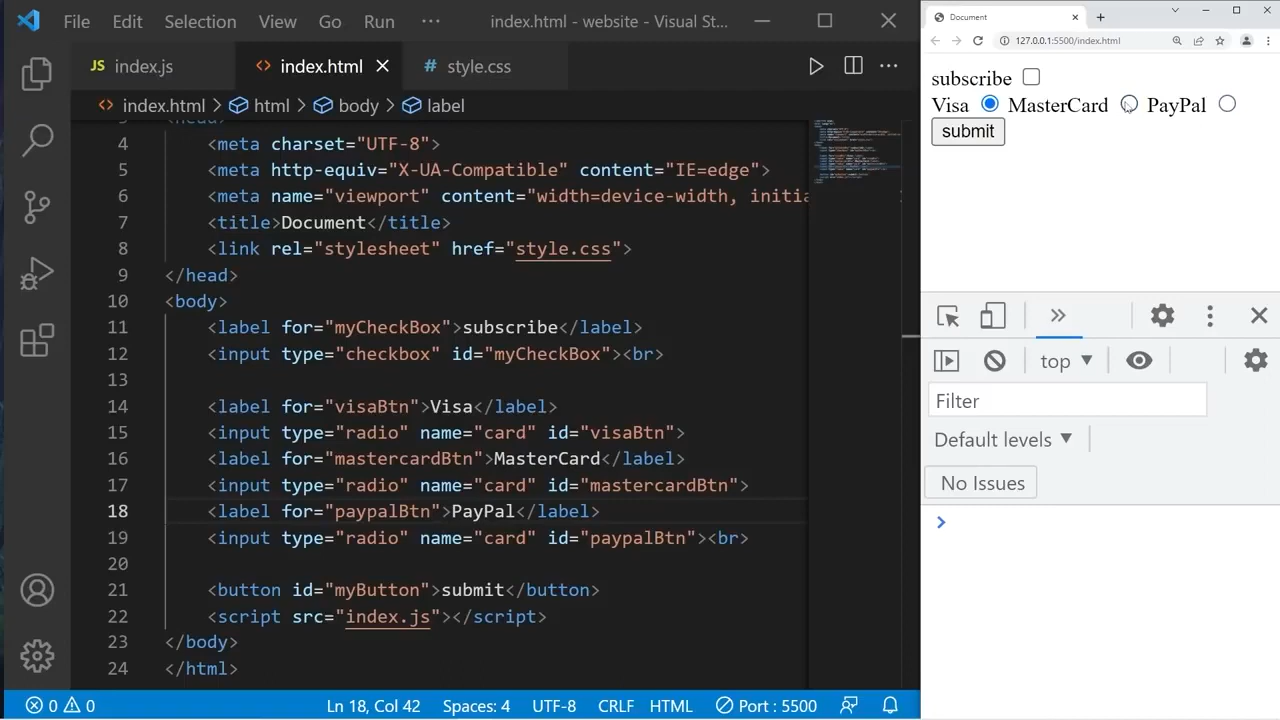 File Edit Selection View Go Run ··· index.html - website - Visual St...
JS index.js <> index.html # style.css
<> index.html > html > body > label
3 <head>
4 <meta charset="UTF-8">
5 <meta http-equiv="X-UA-Compatible" content="IE=edge">
6 <meta name="viewport" content="width=device-width, initia
7 <title>Document</title>
8 <link rel="stylesheet" href="style.css">
9 </head>
10 <body>
11 <label for="myCheckBox">subscribe</label>
12 <input type="checkbox" id="myCheckBox"><br>
13
14 <label for="visaBtn">Visa</label>
15 <input type="radio" name="card" id="visaBtn">
16 <label for="mastercardBtn">MasterCard</label>
17 <input type="radio" name="card" id="mastercardBtn">
18 <label for="paypalBtn">PayPal</label>
19 <input type="radio" name="card" id="paypalBtn"><br>
20
21 <button id="myButton">submit</button>
22 <script src="index.js"></script>
23 </body>
24 </html>
0 0 Ln 18, Col 42 Spaces: 4 UTF-8 CRLF HTML Port : 5500
Document
127.0.0.1:5500/index.html
subscribe
Visa MasterCard PayPal
submit
top
Filter
Default levels
No Issues